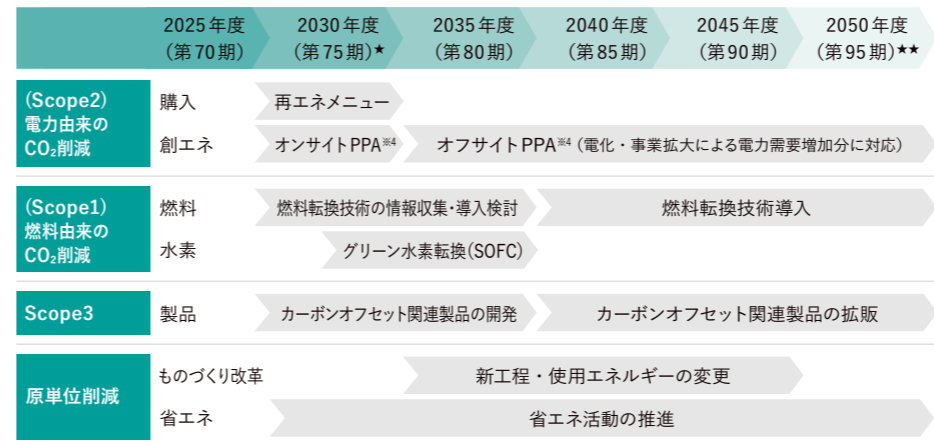 2025年度 2030年度 2035年度 2040年度 2045年度 2050年度
(第70期) (第75期)★ (第80期) (第85期) (第90期) (第95期)★★
(Scope2)
電力由来の
CO₂削減
購入 再エネメニュー
創エネ オンサイトPPA※4 オフサイトPPA※4(電化・事業拡大による電力需要増加分に対応)
(Scope1)
燃料由来の
CO₂削減
燃料 燃料転換技術の情報収集・導入検討 燃料転換技術導入
水素 グリーン水素転換(SOFC)
Scope3 製品 カーボンオフセット関連製品の開発 カーボンオフセット関連製品の拡販
原単位削減
ものづくり改革 新工程・使用エネルギーの変更
省エネ 省エネ活動の推進